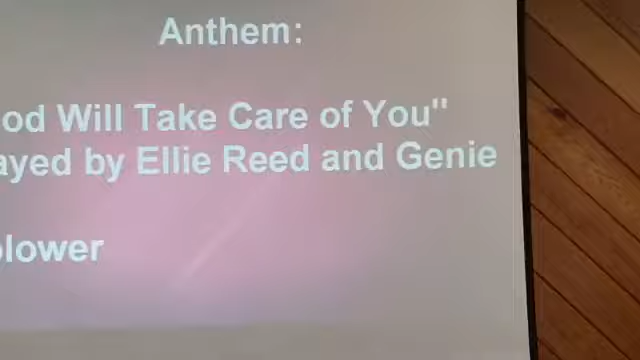 Anthem:
od Will Take Care of You"
ayed by Ellie Reed and Genie
lower